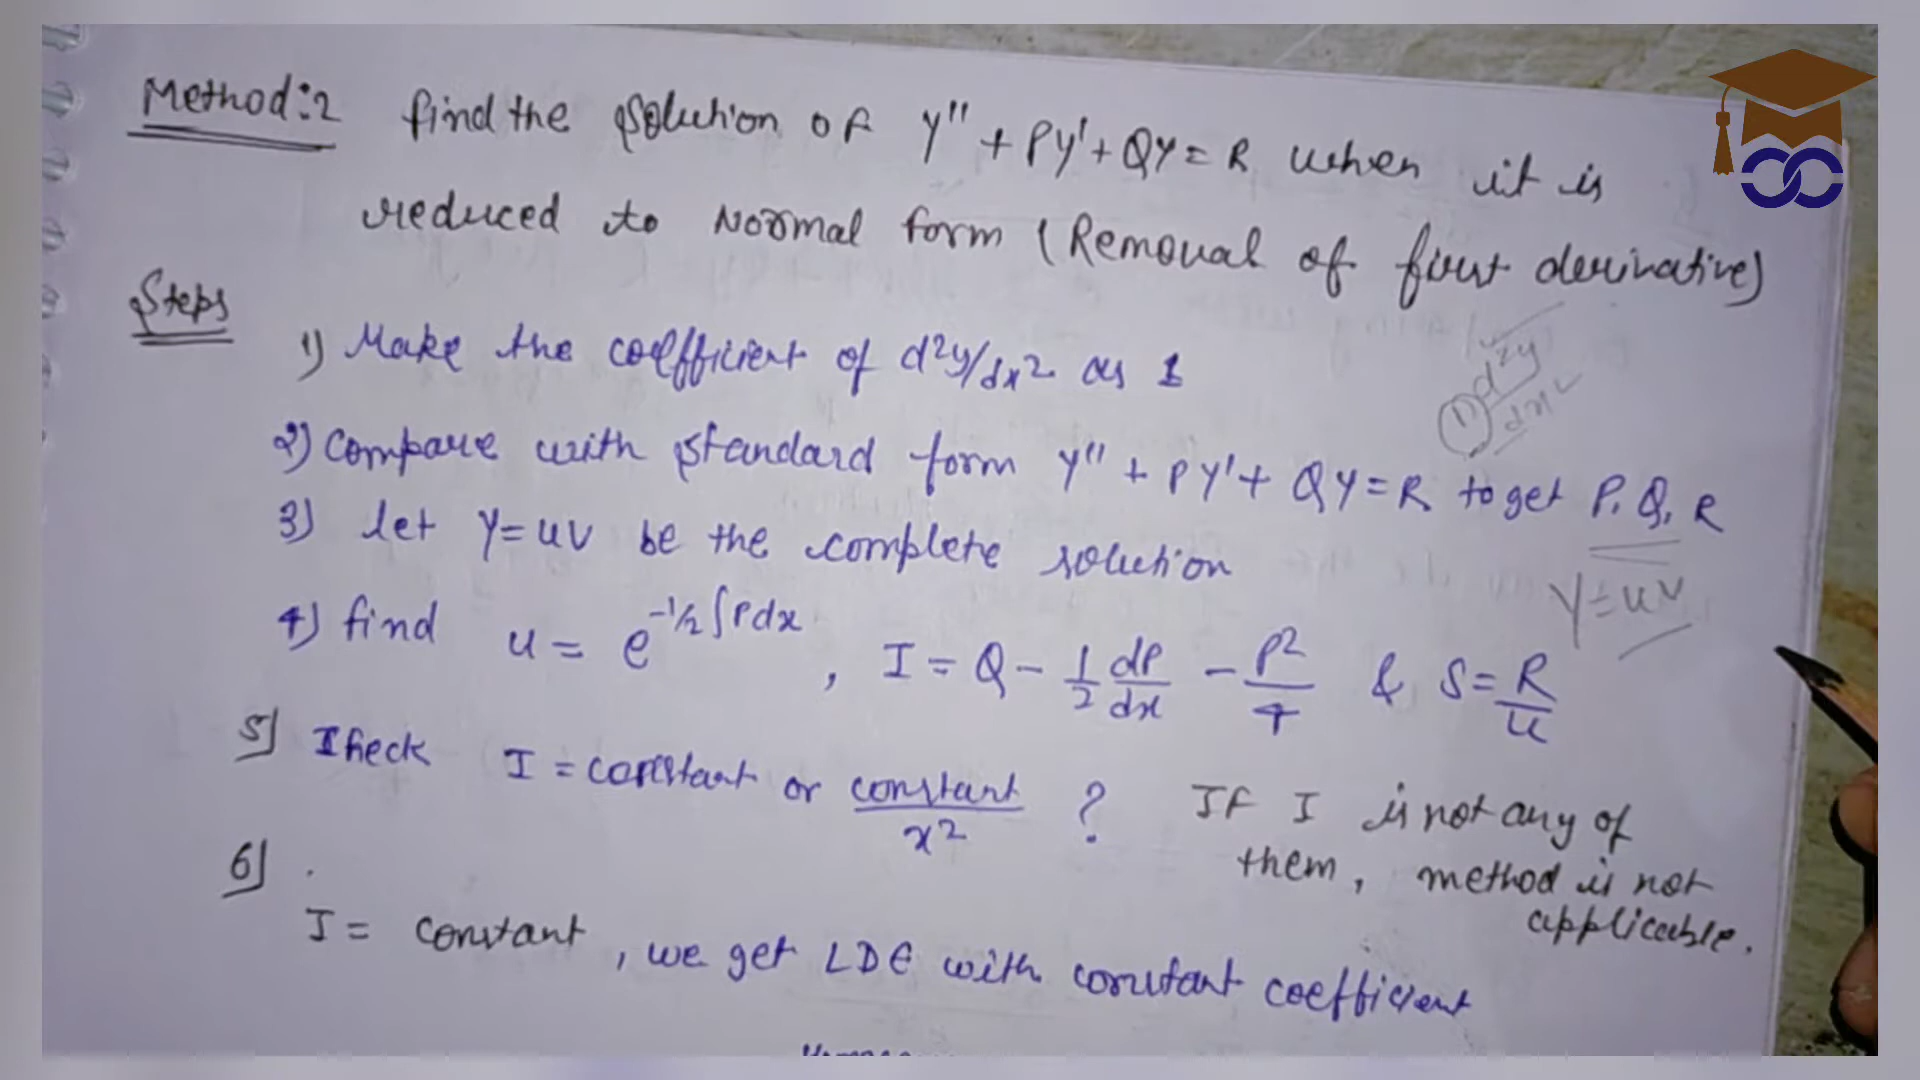 Method:2 find the solution of y'' + Py' + Qy = R when it is
reduced to Normal form (Removal of first derivative)
Steps
1) Make the coefficient of d²y/dx² as 1
1) d²y/dx²
2) Compare with standard form y'' + Py' + Qy = R to get P, Q, R
3) let y = uv be the complete solution
y = uv
4) find u = e^{-1/2 ∫Pdx}, I = Q - 1/2 dP/dx - P²/4 & S = R/u
5) Check I = constant or constant/x² ? If I is not any of
them, method is not
applicable.
6) .
I = constant, we get LDE with constant coefficient